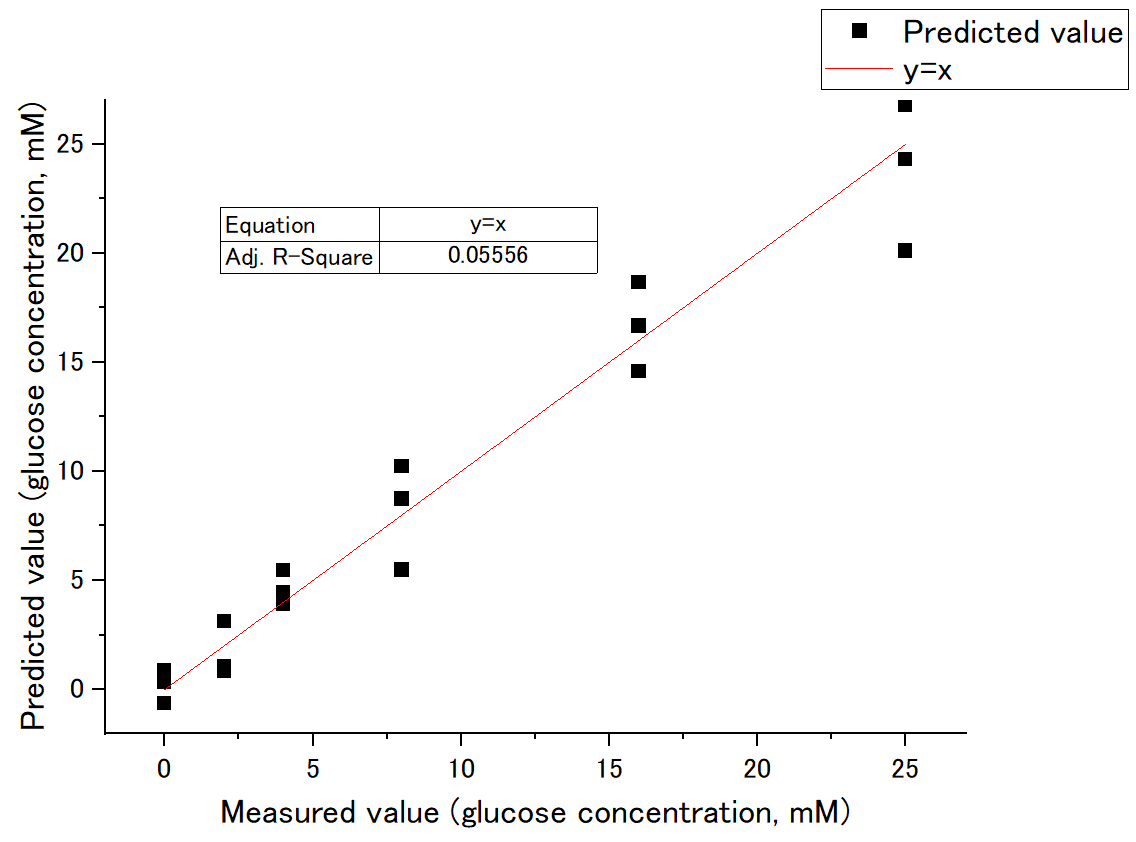 Predicted value
y=x
Predicted value (glucose concentration, mM)
25
20
15
10
5
0
Equation y=x
Adj. R-Square 0.05556
0 5 10 15 20 25
Measured value (glucose concentration, mM)